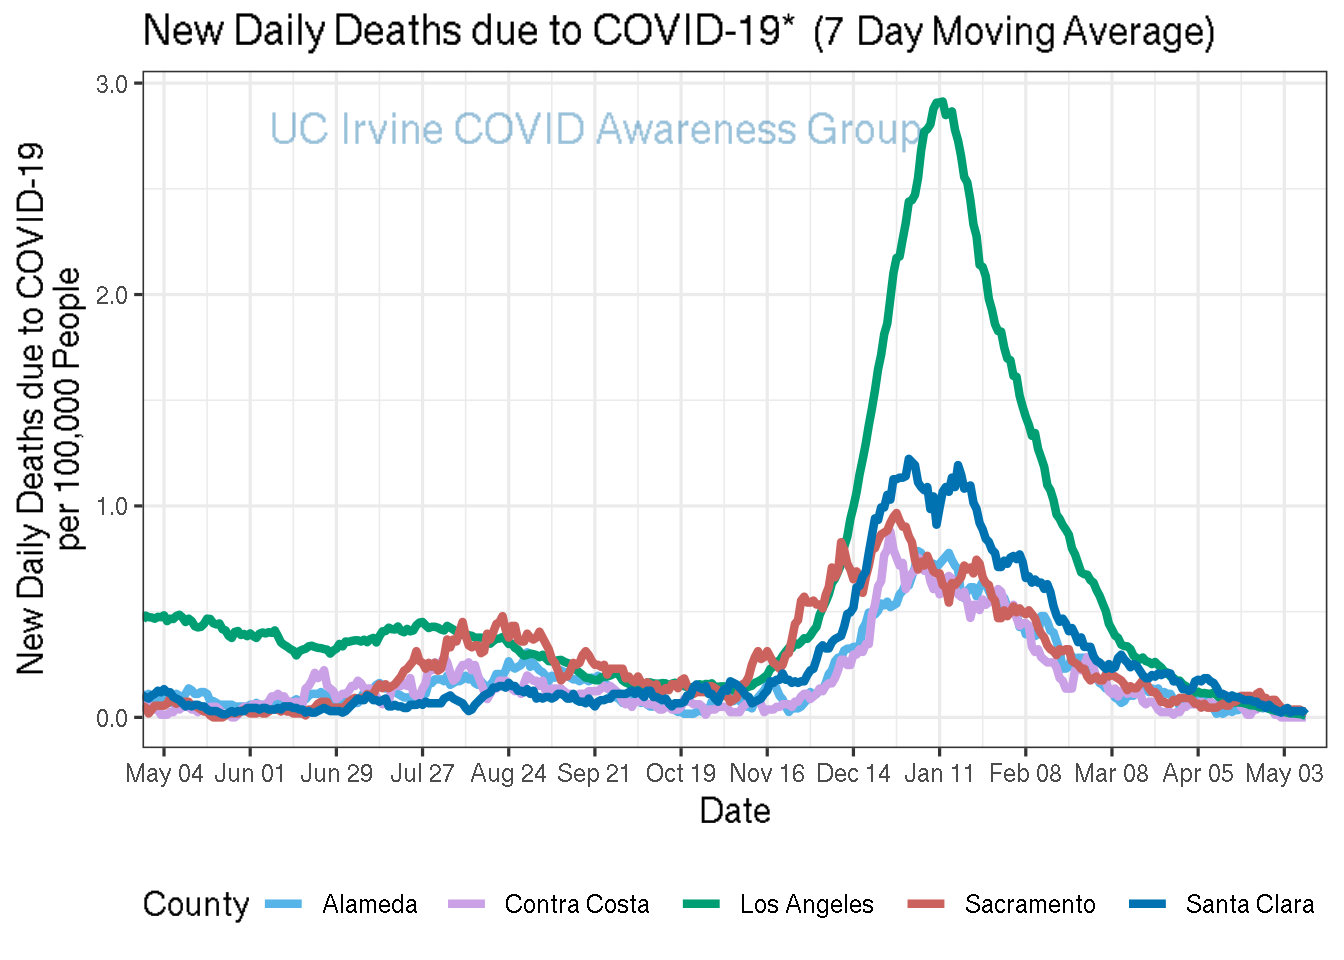 New Daily Deaths due to COVID-19* (7 Day Moving Average)
UC Irvine COVID Awareness Group
New Daily Deaths due to COVID-19
per 100,000 People
3.0
2.0
1.0
0.0
May 04 Jun 01 Jun 29 Jul 27 Aug 24 Sep 21 Oct 19 Nov 16 Dec 14 Jan 11 Feb 08 Mar 08 Apr 05 May 03
Date
County Alameda Contra Costa Los Angeles Sacramento Santa Clara